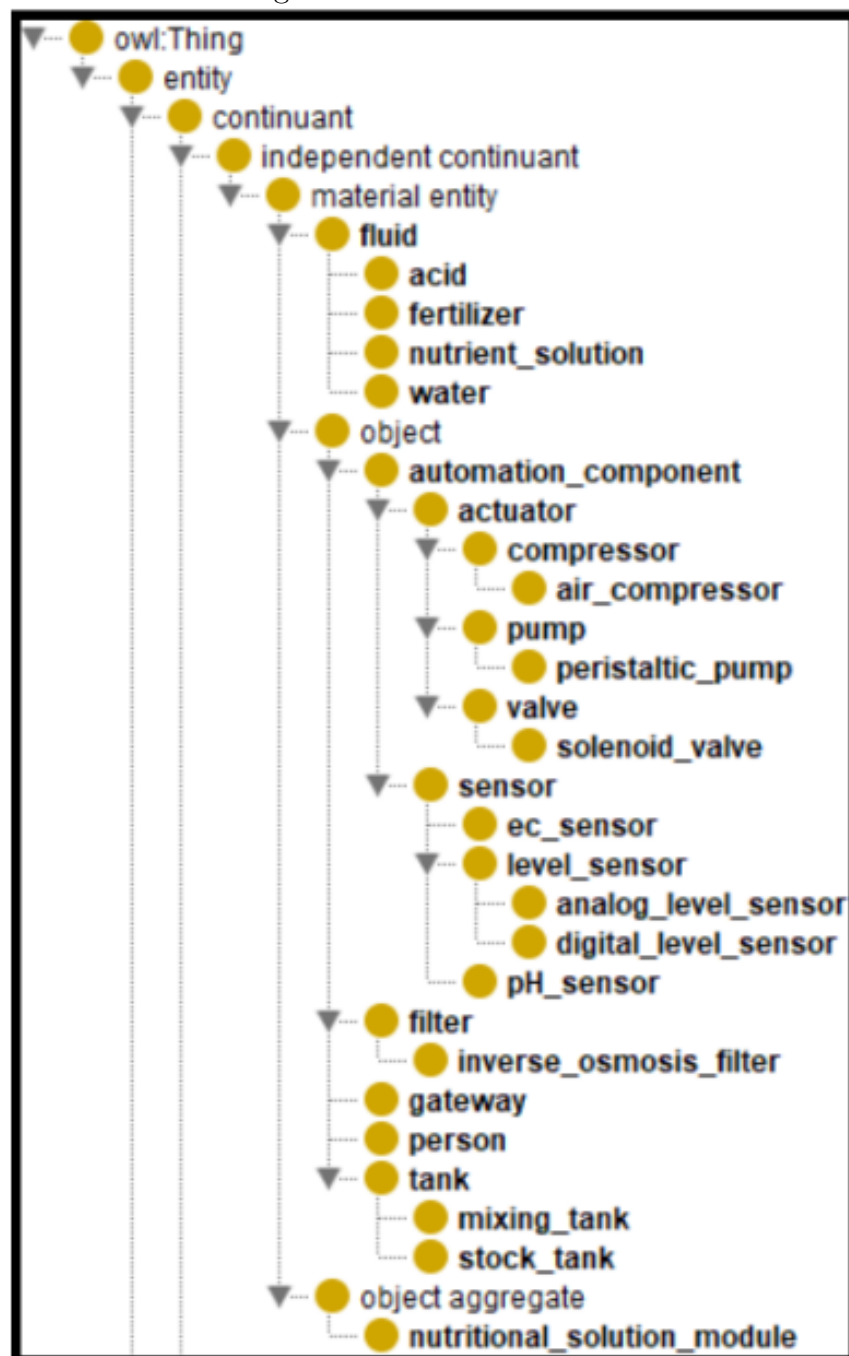 owl:Thing
entity
continuant
independent continuant
material entity
fluid
acid
fertilizer
nutrient_solution
water
object
automation_component
actuator
compressor
air_compressor
pump
peristaltic_pump
valve
solenoid_valve
sensor
ec_sensor
level_sensor
analog_level_sensor
digital_level_sensor
pH_sensor
filter
inverse_osmosis_filter
gateway
person
tank
mixing_tank
stock_tank
object aggregate
nutritional_solution_module